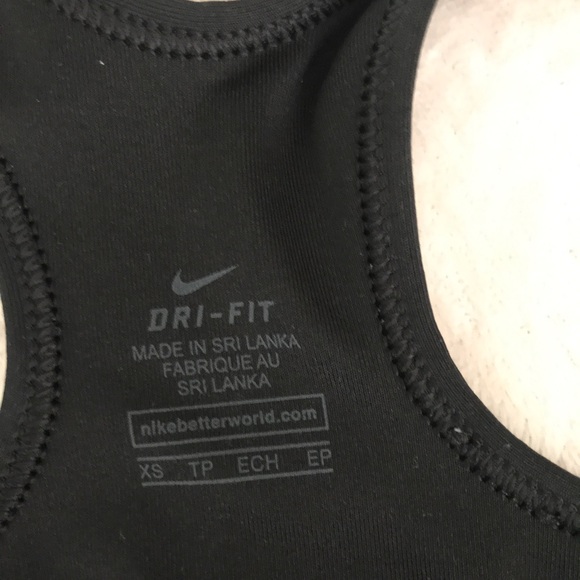 DRI-FIT
MADE IN SRI LANKA
FABRIQUE AU
SRI LANKA
nikebetterworld.com
XS TP ECH EP